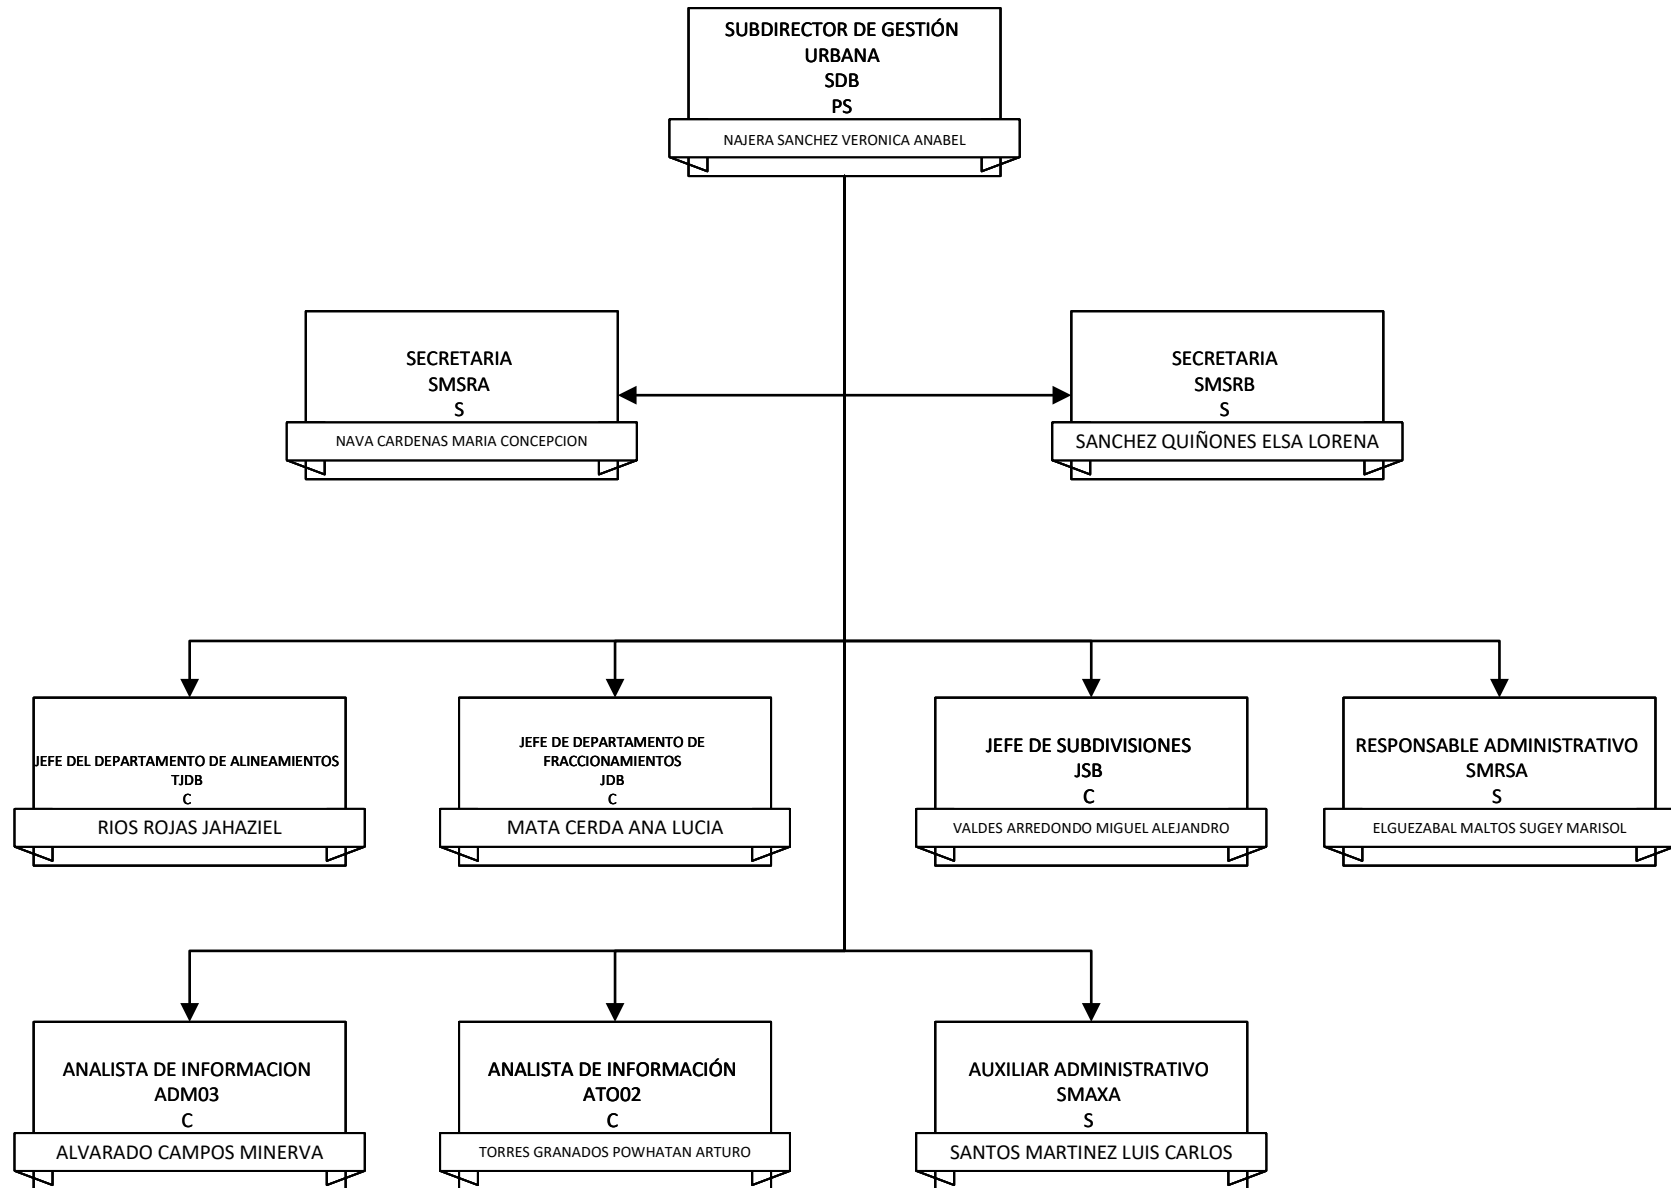 SUBDIRECTOR DE GESTIÓN
URBANA
SDB
PS
NAJERA SANCHEZ VERONICA ANABEL
SECRETARIA
SMSRA
S
NAVA CARDENAS MARIA CONCEPCION
SECRETARIA
SMSRB
S
SANCHEZ QUIÑONES ELSA LORENA
JEFE DEL DEPARTAMENTO DE ALINEAMIENTOS
TJDB
C
RIOS ROJAS JAHAZIEL
JEFE DE DEPARTAMENTO DE
FRACCIONAMIENTOS
JDB
C
MATA CERDA ANA LUCIA
JEFE DE SUBDIVISIONES
JSB
C
VALDES ARREDONDO MIGUEL ALEJANDRO
RESPONSABLE ADMINISTRATIVO
SMRSA
S
ELGUEZABAL MALTOS SUGEY MARISOL
ANALISTA DE INFORMACION
ADM03
C
ALVARADO CAMPOS MINERVA
ANALISTA DE INFORMACIÓN
ATO02
C
TORRES GRANADOS POWHATAN ARTURO
AUXILIAR ADMINISTRATIVO
SMAXA
S
SANTOS MARTINEZ LUIS CARLOS